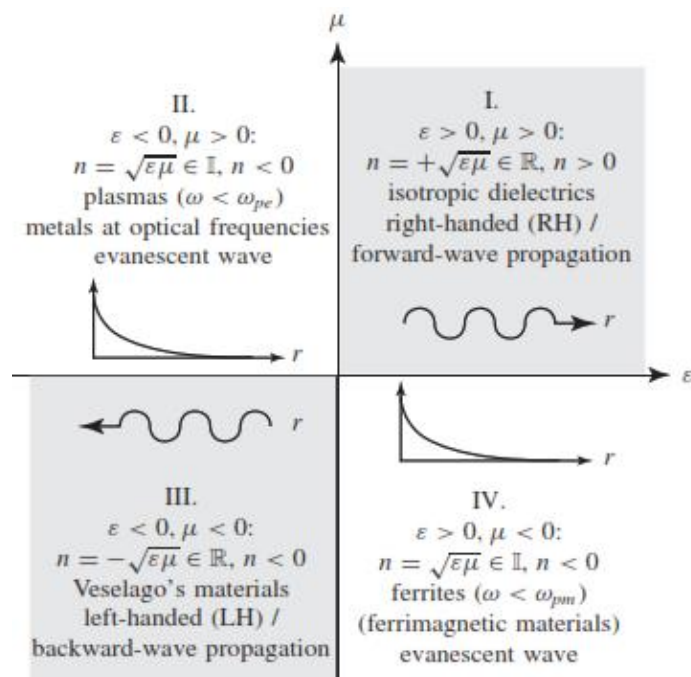 μ
II.
ε < 0, μ > 0:
n = √εμ ∈ 𝕀, n < 0
plasmas (ω < ω_pe)
metals at optical frequencies
evanescent wave
r
I.
ε > 0, μ > 0:
n = +√εμ ∈ ℝ, n > 0
isotropic dielectrics
right-handed (RH) /
forward-wave propagation
r
ε
r
III.
ε < 0, μ < 0:
n = −√εμ ∈ ℝ, n < 0
Veselago's materials
left-handed (LH) /
backward-wave propagation
r
IV.
ε > 0, μ < 0:
n = √εμ ∈ 𝕀, n < 0
ferrites (ω < ω_pm)
(ferrimagnetic materials)
evanescent wave